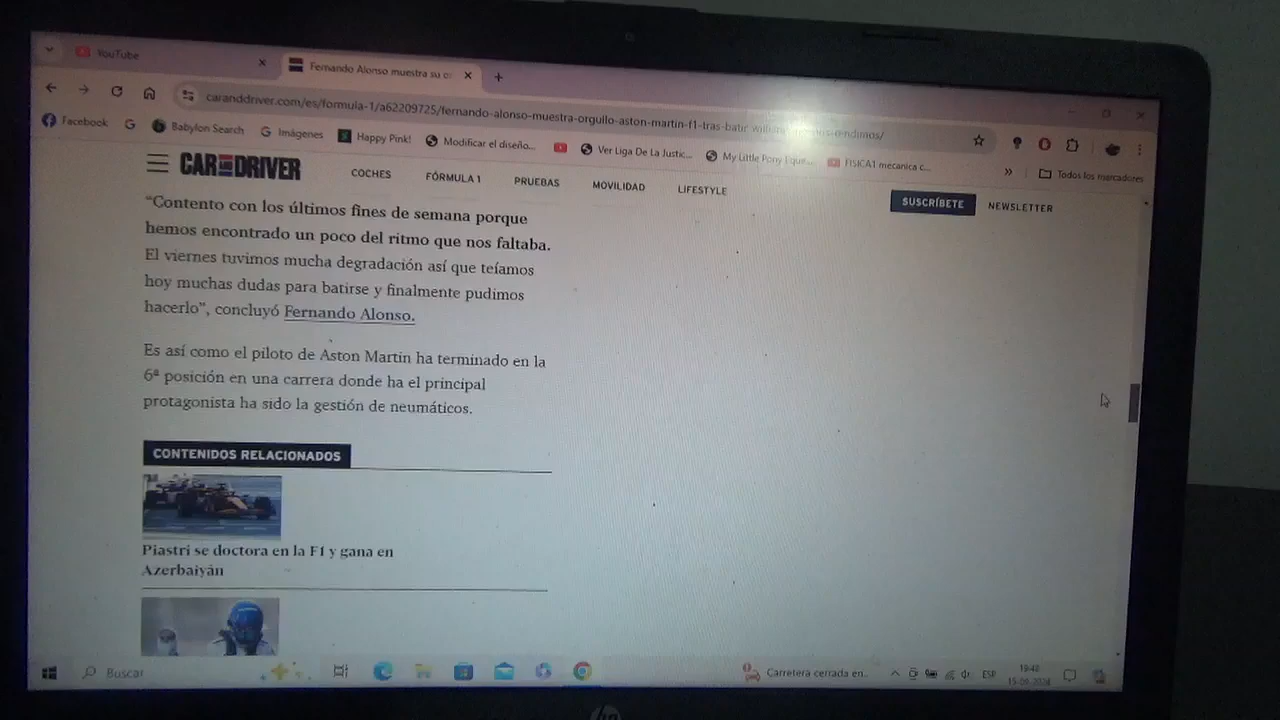 YouTube
Fernando Alonso muestra su o
caranddriver.com/es/formula-1/a62209725/fernando-alonso-muestra-orgullo-aston-martin-f1-tras-batir-
Facebook
Babylon Search
Imágenes
Happy Pink!
Modificar el diseño...
Ver Liga De La Justic...
My Little Pony Eque...
FISICA1 mecanica c...
»
Todos los marcadores
CAR DRIVER
COCHES
FÓRMULA 1
PRUEBAS
MOVILIDAD
LIFESTYLE
SUSCRÍBETE
NEWSLETTER
“Contento con los últimos fines de semana porque
hemos encontrado un poco del ritmo que nos faltaba.
El viernes tuvimos mucha degradación así que teíamos
hoy muchas dudas para batirse y finalmente pudimos
hacerlo”, concluyó Fernando Alonso.
Es así como el piloto de Aston Martin ha terminado en la
6ª posición en una carrera donde ha el principal
protagonista ha sido la gestión de neumáticos.
CONTENIDOS RELACIONADOS
Piastri se doctora en la F1 y gana en
Azerbaiyán
Buscar
Carretera cerrada en..
ESP
19:48
15-09-2024
hp